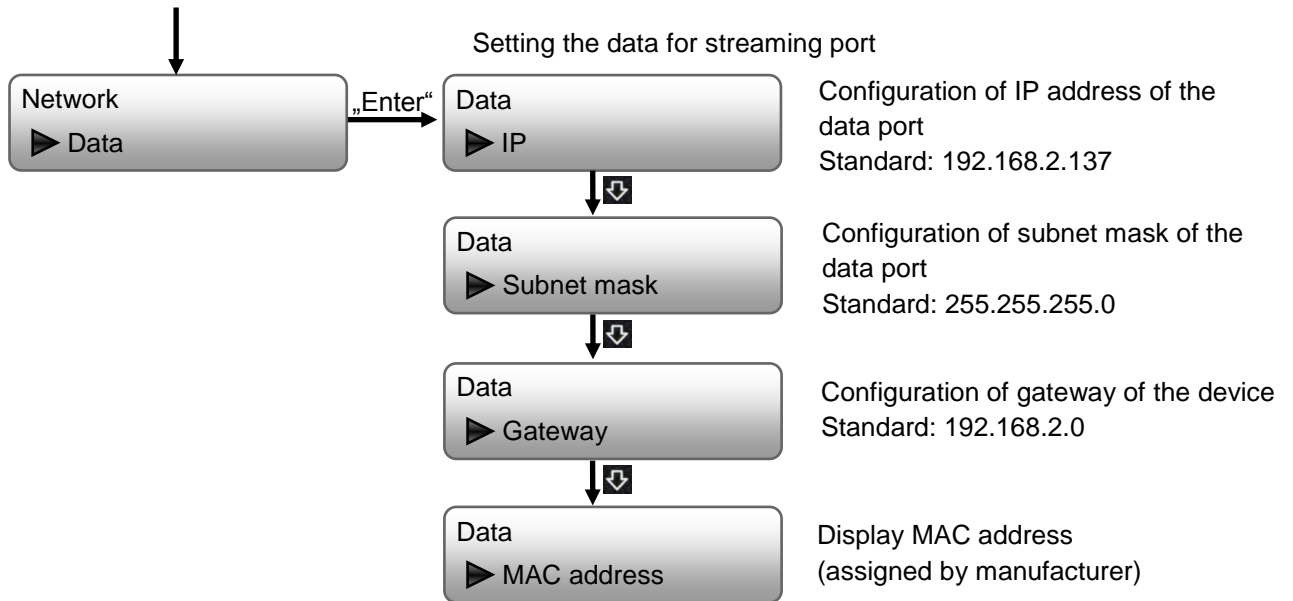 Setting the data for streaming port
Network
► Data
„Enter“
Data
► IP
Configuration of IP address of the
data port
Standard: 192.168.2.137
Data
► Subnet mask
Configuration of subnet mask of the
data port
Standard: 255.255.255.0
Data
► Gateway
Configuration of gateway of the device
Standard: 192.168.2.0
Data
► MAC address
Display MAC address
(assigned by manufacturer)